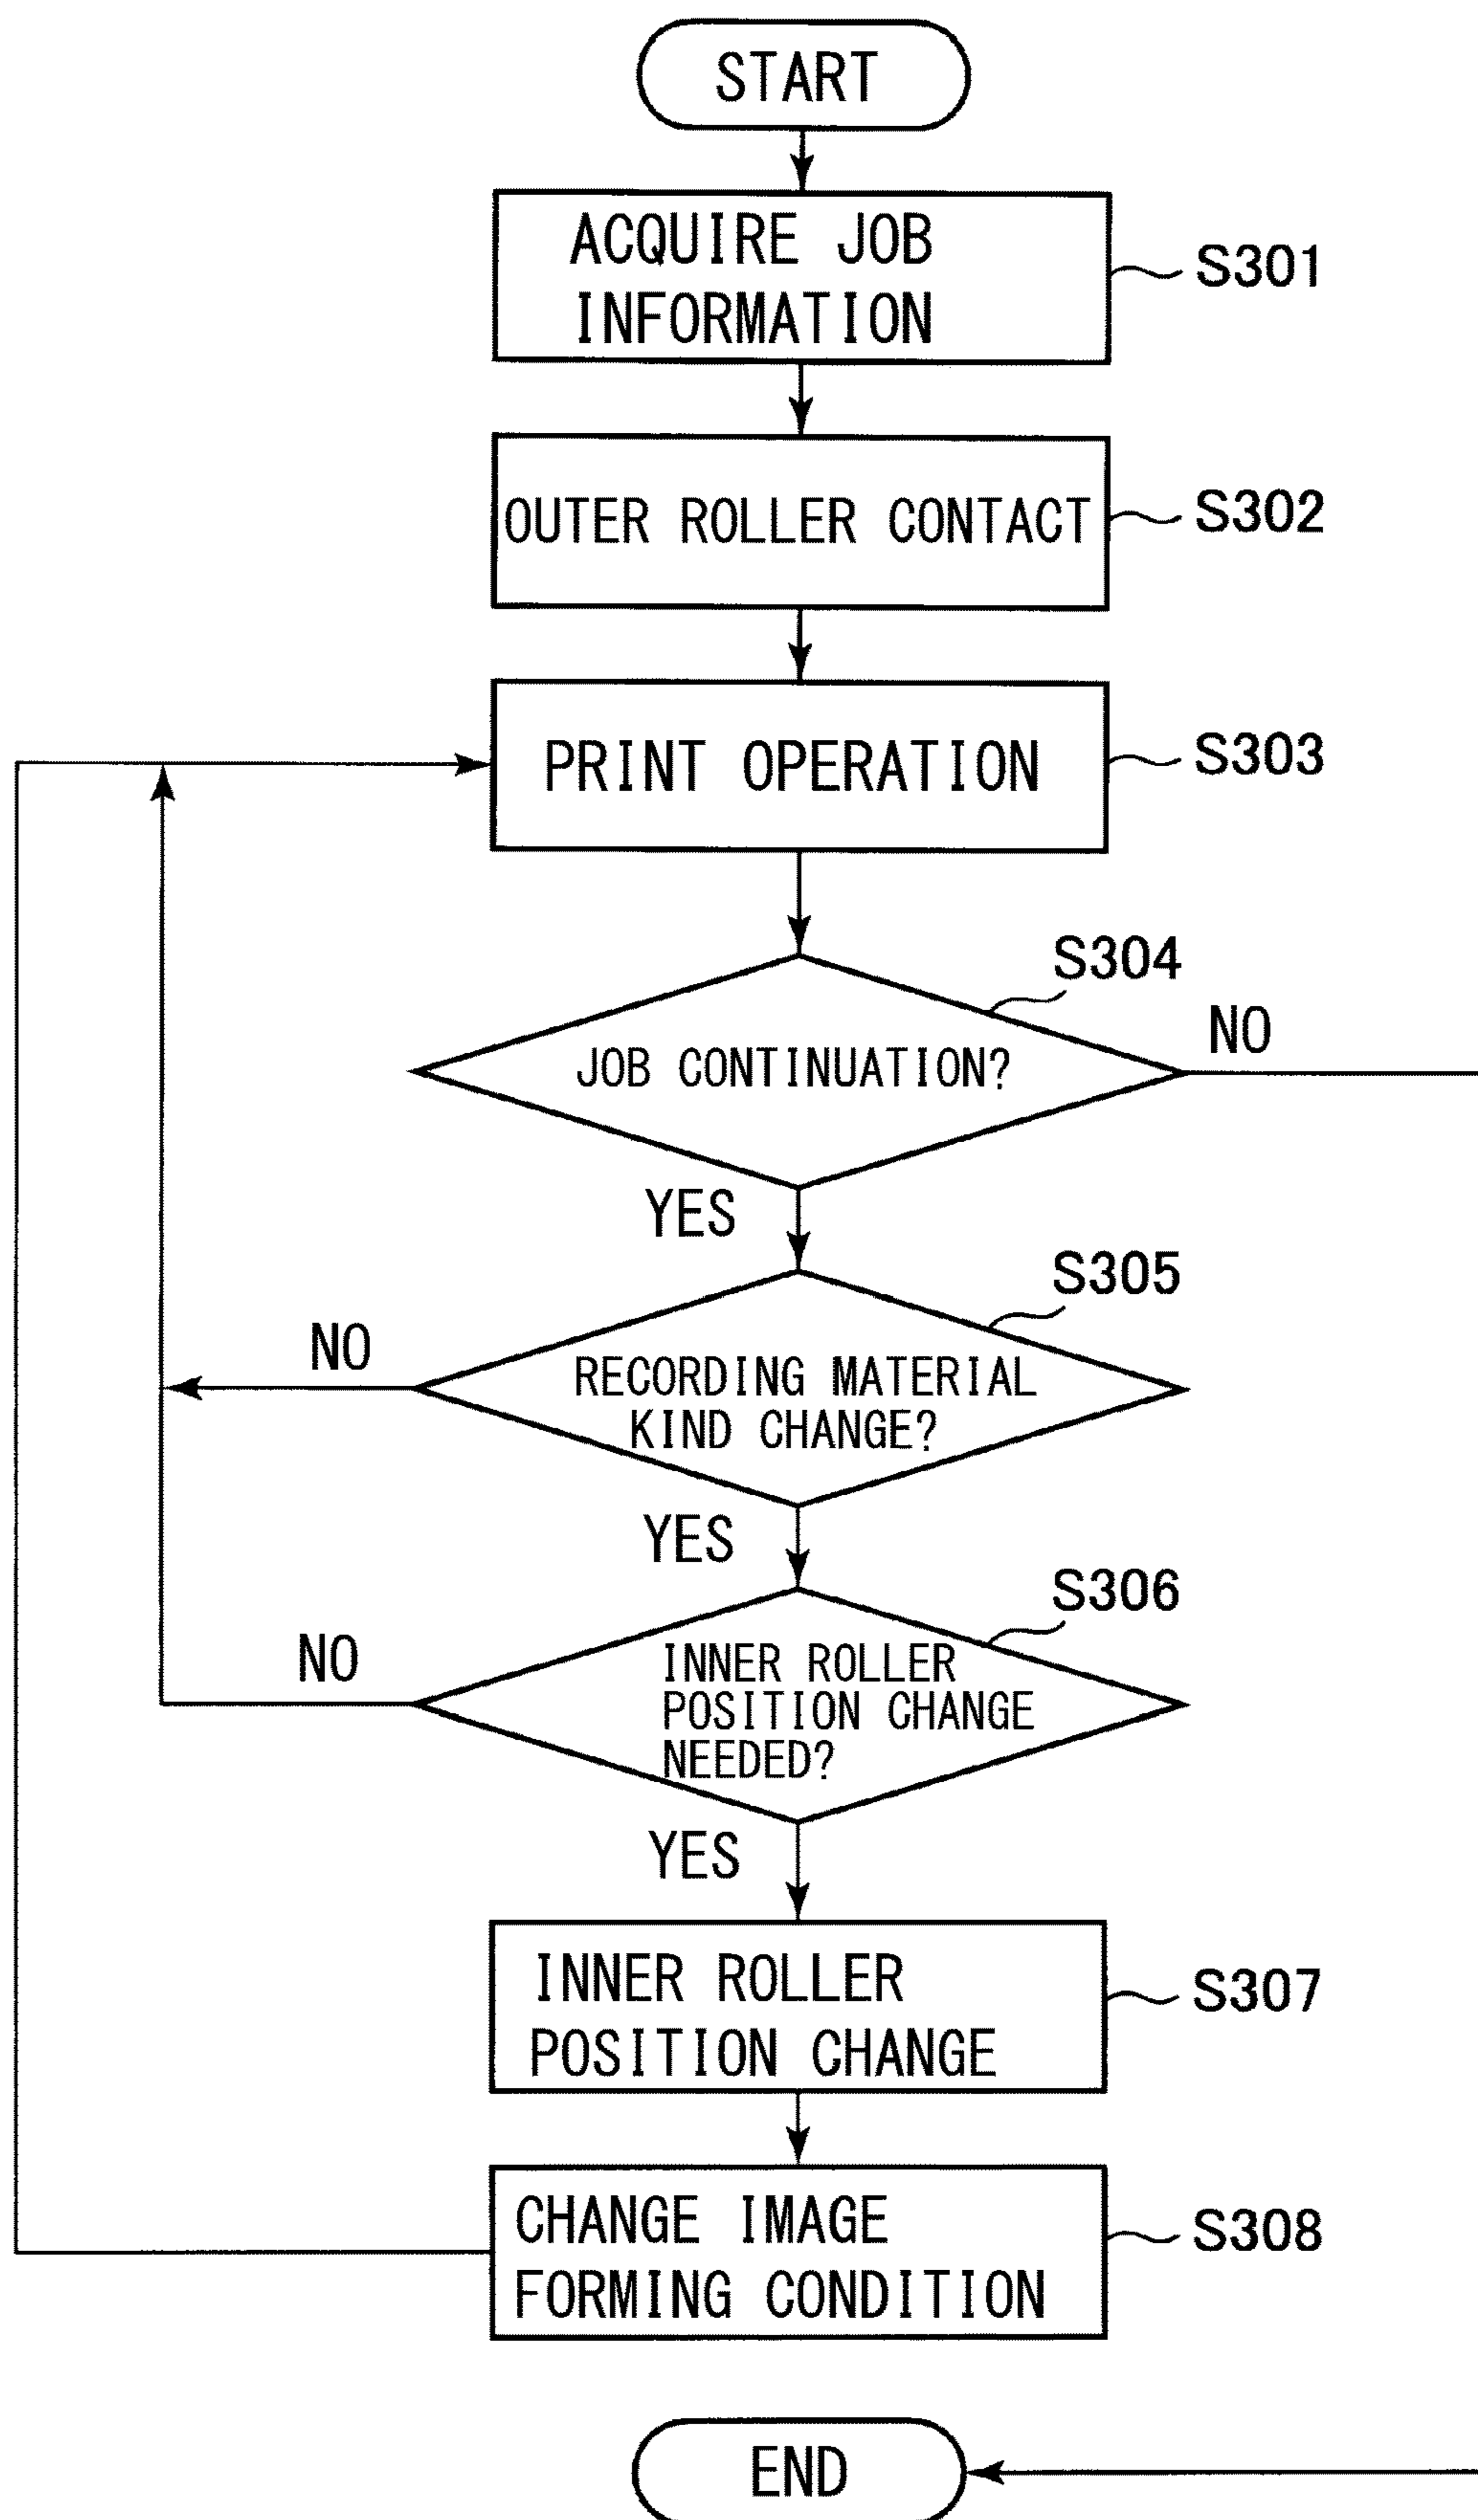 START
ACQUIRE JOB
INFORMATION
S301
OUTER ROLLER CONTACT
S302
PRINT OPERATION
S303
S304
JOB CONTINUATION?
NO
YES
S305
RECORDING MATERIAL
KIND CHANGE?
NO
YES
S306
INNER ROLLER
POSITION CHANGE
NEEDED?
NO
YES
INNER ROLLER
POSITION CHANGE
S307
CHANGE IMAGE
FORMING CONDITION
S308
END